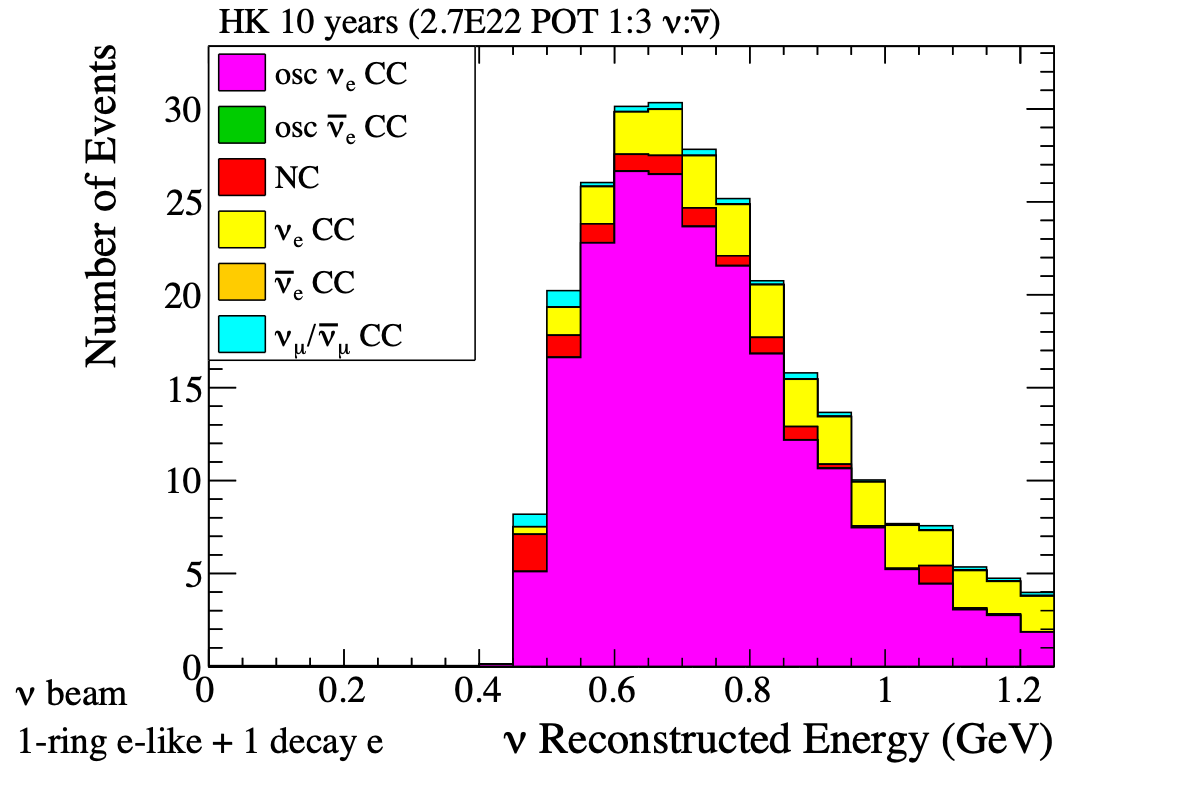 HK 10 years (2.7E22 POT 1:3 ν:ν̅)
osc νₑ CC
osc ν̅ₑ CC
NC
νₑ CC
ν̅ₑ CC
ν_μ/ν̅_μ CC
Number of Events
30
25
20
15
10
5
0
0 0.2 0.4 0.6 0.8 1 1.2
ν Reconstructed Energy (GeV)
ν beam
1-ring e-like + 1 decay e